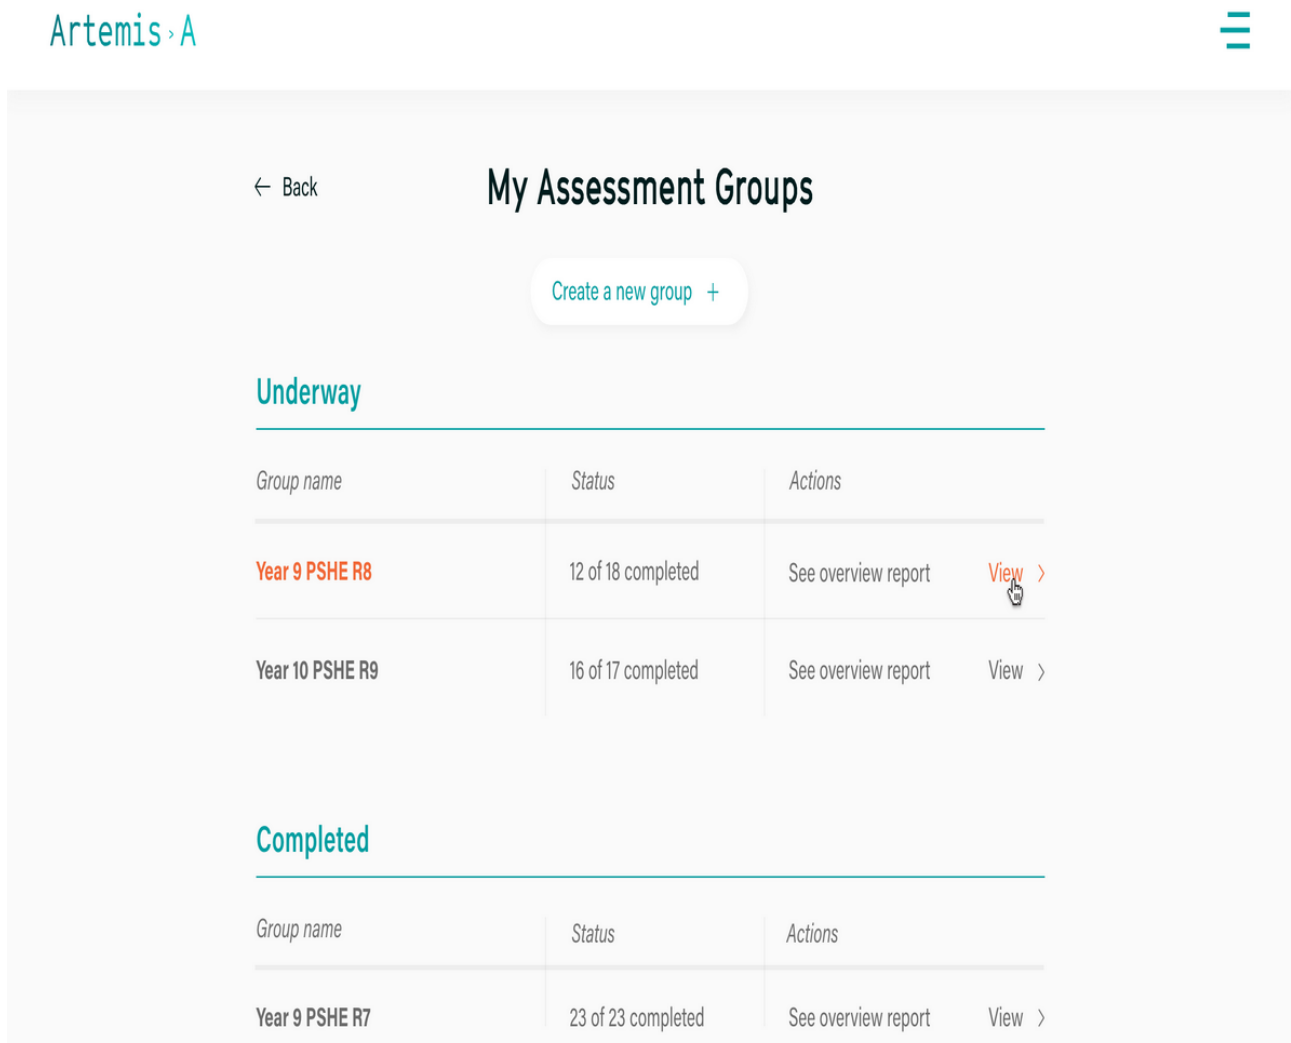 Artemis › A
← Back
My Assessment Groups
Create a new group +
Underway
Group name Status Actions
Year 9 PSHE R8 12 of 18 completed See overview report View >
Year 10 PSHE R9 16 of 17 completed See overview report View >
Completed
Group name Status Actions
Year 9 PSHE R7 23 of 23 completed See overview report View >